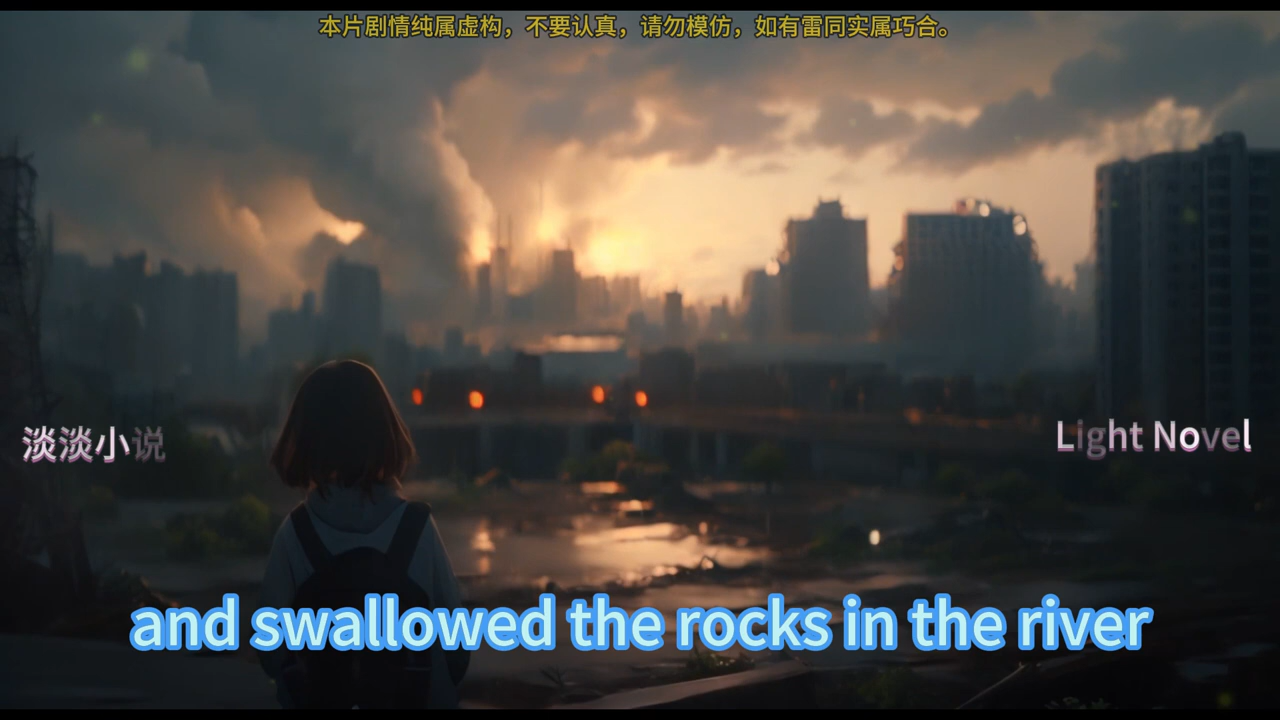 本片剧情纯属虚构，不要认真，请勿模仿，如有雷同实属巧合。
淡淡小说
Light Novel
and swallowed the rocks in the river